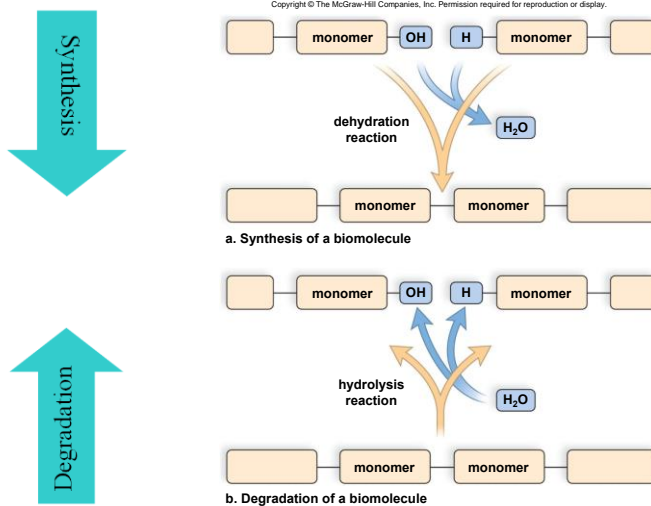 Copyright © The McGraw-Hill Companies, Inc. Permission required for reproduction or display.
Synthesis
monomer OH H monomer
dehydration
reaction
H₂O
monomer monomer
a. Synthesis of a biomolecule
Degradation
monomer OH H monomer
hydrolysis
reaction
H₂O
monomer monomer
b. Degradation of a biomolecule